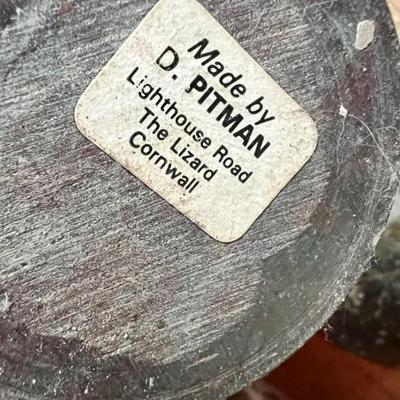 Made by
D. PITMAN
Lighthouse Road
The Lizard
Cornwall